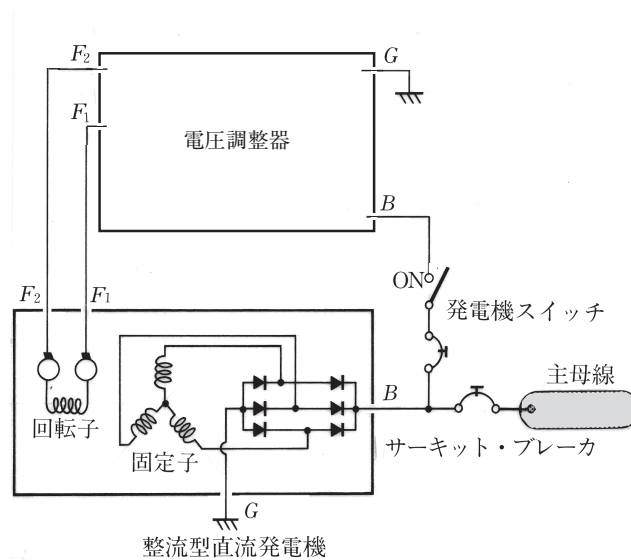 F₂
G
F₁
電圧調整器
B
ON
発電機スイッチ
F₂
F₁
主母線
B
サーキット・ブレーカ
回転子
固定子
G
整流型直流発電機